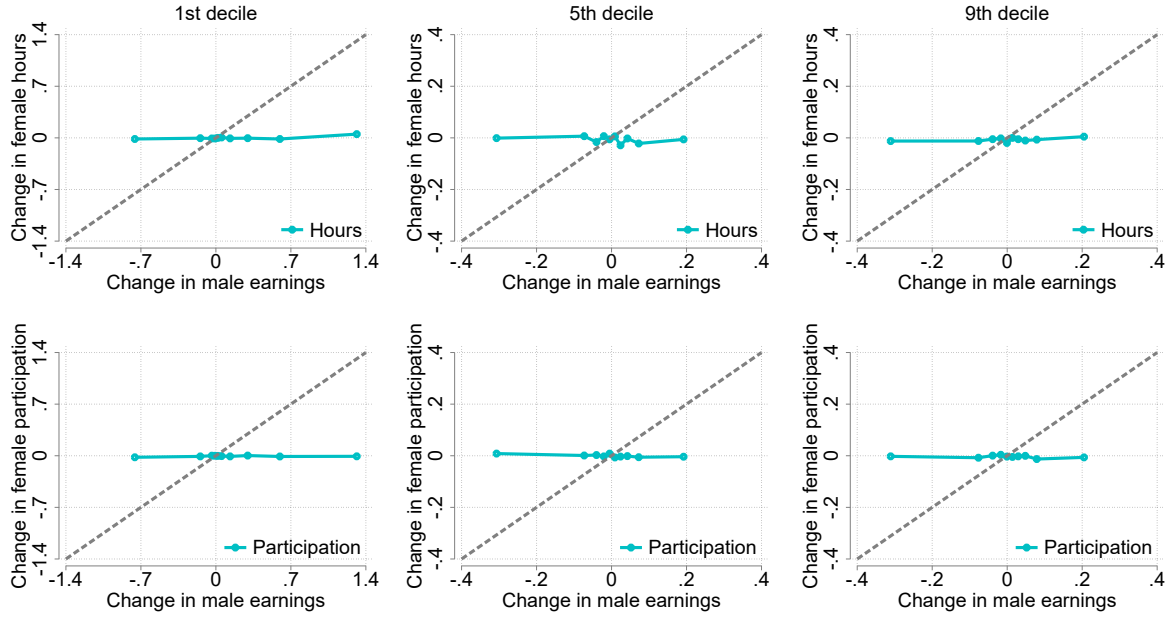 1st decile
Change in female hours
1.4
.7
0
-.7
-1.4
Hours
-1.4 -.7 0 .7 1.4
Change in male earnings
5th decile
Change in female hours
.4
.2
0
-.2
-.4
Hours
-.4 -.2 0 .2 .4
Change in male earnings
9th decile
Change in female hours
.4
.2
0
-.2
-.4
Hours
-.4 -.2 0 .2 .4
Change in male earnings
Change in female participation
1.4
.7
0
-.7
-1.4
Participation
-1.4 -.7 0 .7 1.4
Change in male earnings
Change in female participation
.4
.2
0
-.2
-.4
Participation
-.4 -.2 0 .2 .4
Change in male earnings
Change in female participation
.4
.2
0
-.2
-.4
Participation
-.4 -.2 0 .2 .4
Change in male earnings